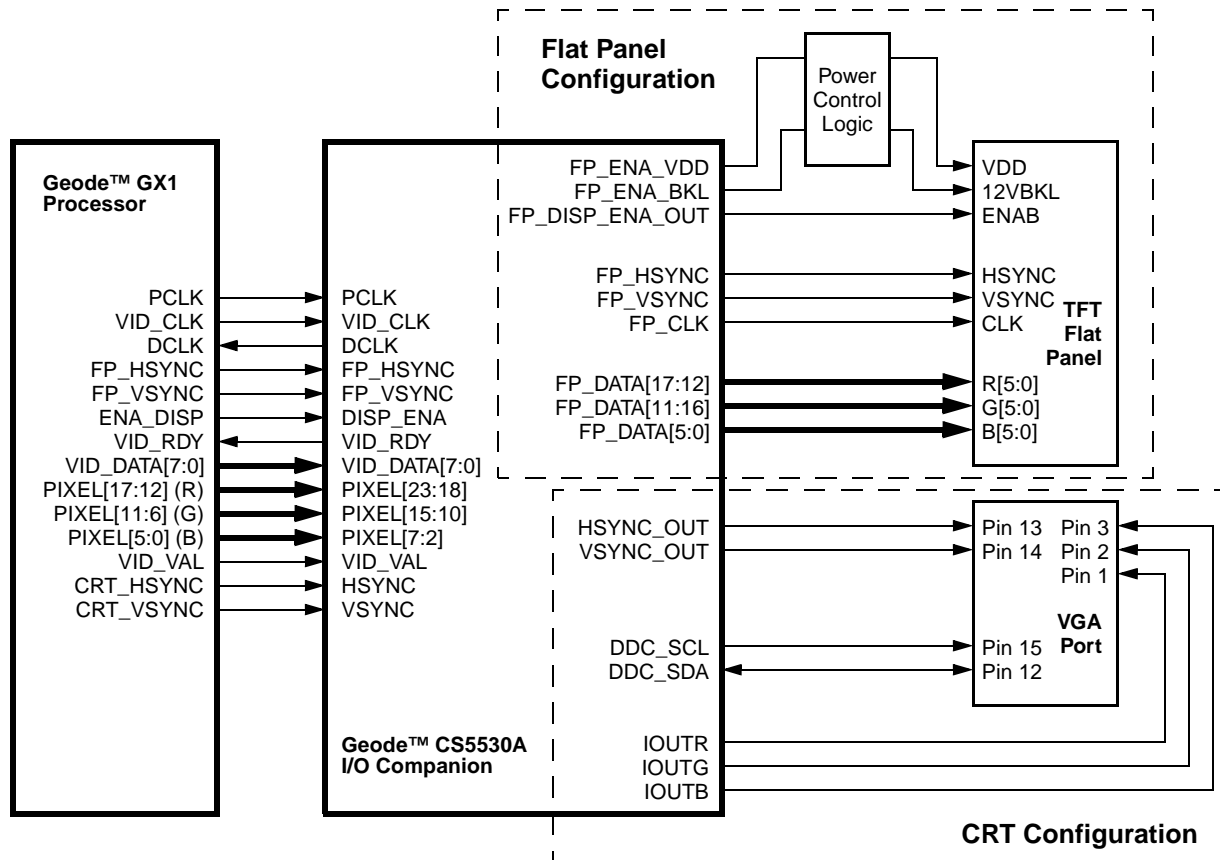 Flat Panel
Configuration
Power
Control
Logic
Geode™ GX1
Processor
PCLK
VID_CLK
DCLK
FP_HSYNC
FP_VSYNC
ENA_DISP
VID_RDY
VID_DATA[7:0]
PIXEL[17:12] (R)
PIXEL[11:6] (G)
PIXEL[5:0] (B)
VID_VAL
CRT_HSYNC
CRT_VSYNC
PCLK
VID_CLK
DCLK
FP_HSYNC
FP_VSYNC
DISP_ENA
VID_RDY
VID_DATA[7:0]
PIXEL[23:18]
PIXEL[15:10]
PIXEL[7:2]
VID_VAL
HSYNC
VSYNC
Geode™ CS5530A
I/O Companion
FP_ENA_VDD
FP_ENA_BKL
FP_DISP_ENA_OUT
FP_HSYNC
FP_VSYNC
FP_CLK
FP_DATA[17:12]
FP_DATA[11:16]
FP_DATA[5:0]
HSYNC_OUT
VSYNC_OUT
DDC_SCL
DDC_SDA
IOUTR
IOUTG
IOUTB
VDD
12VBKL
ENAB
HSYNC
VSYNC
CLK
TFT
Flat
Panel
R[5:0]
G[5:0]
B[5:0]
Pin 13 Pin 3
Pin 14 Pin 2
Pin 1
VGA
Port
Pin 15
Pin 12
CRT Configuration